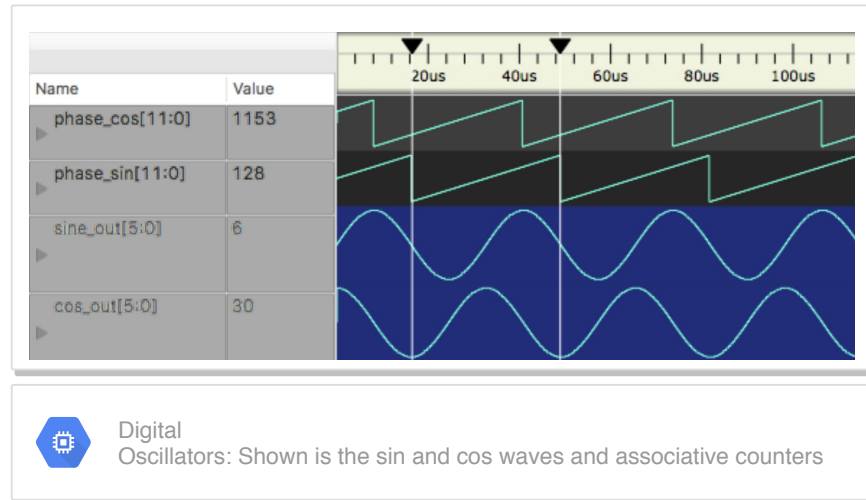 20us 40us 60us 80us 100us
Name Value
phase_cos[11:0] 1153
phase_sin[11:0] 128
sine_out[5:0] 6
cos_out[5:0] 30
Digital
Oscillators: Shown is the sin and cos waves and associative counters